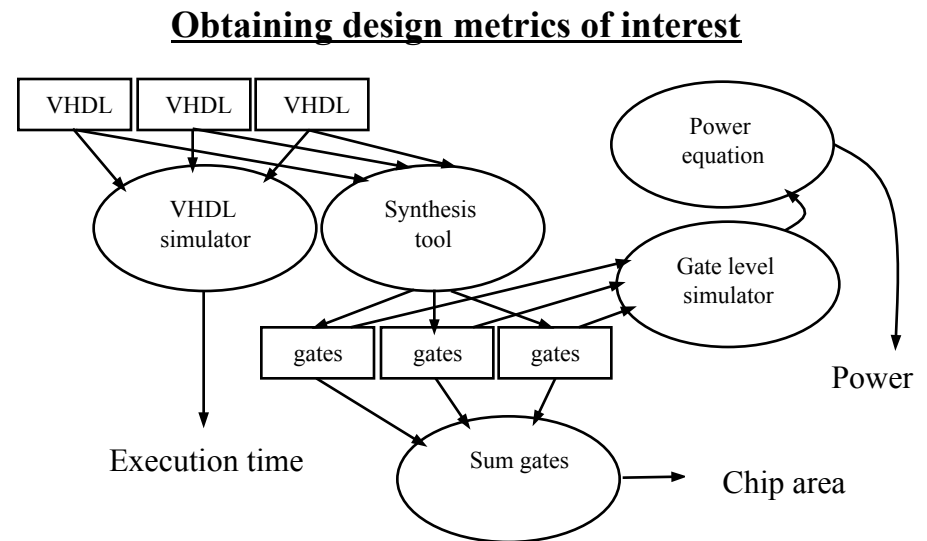 Obtaining design metrics of interest
VHDL
VHDL
VHDL
Power
equation
VHDL
simulator
Synthesis
tool
Gate level
simulator
gates
gates
gates
Power
Execution time
Sum gates
Chip area